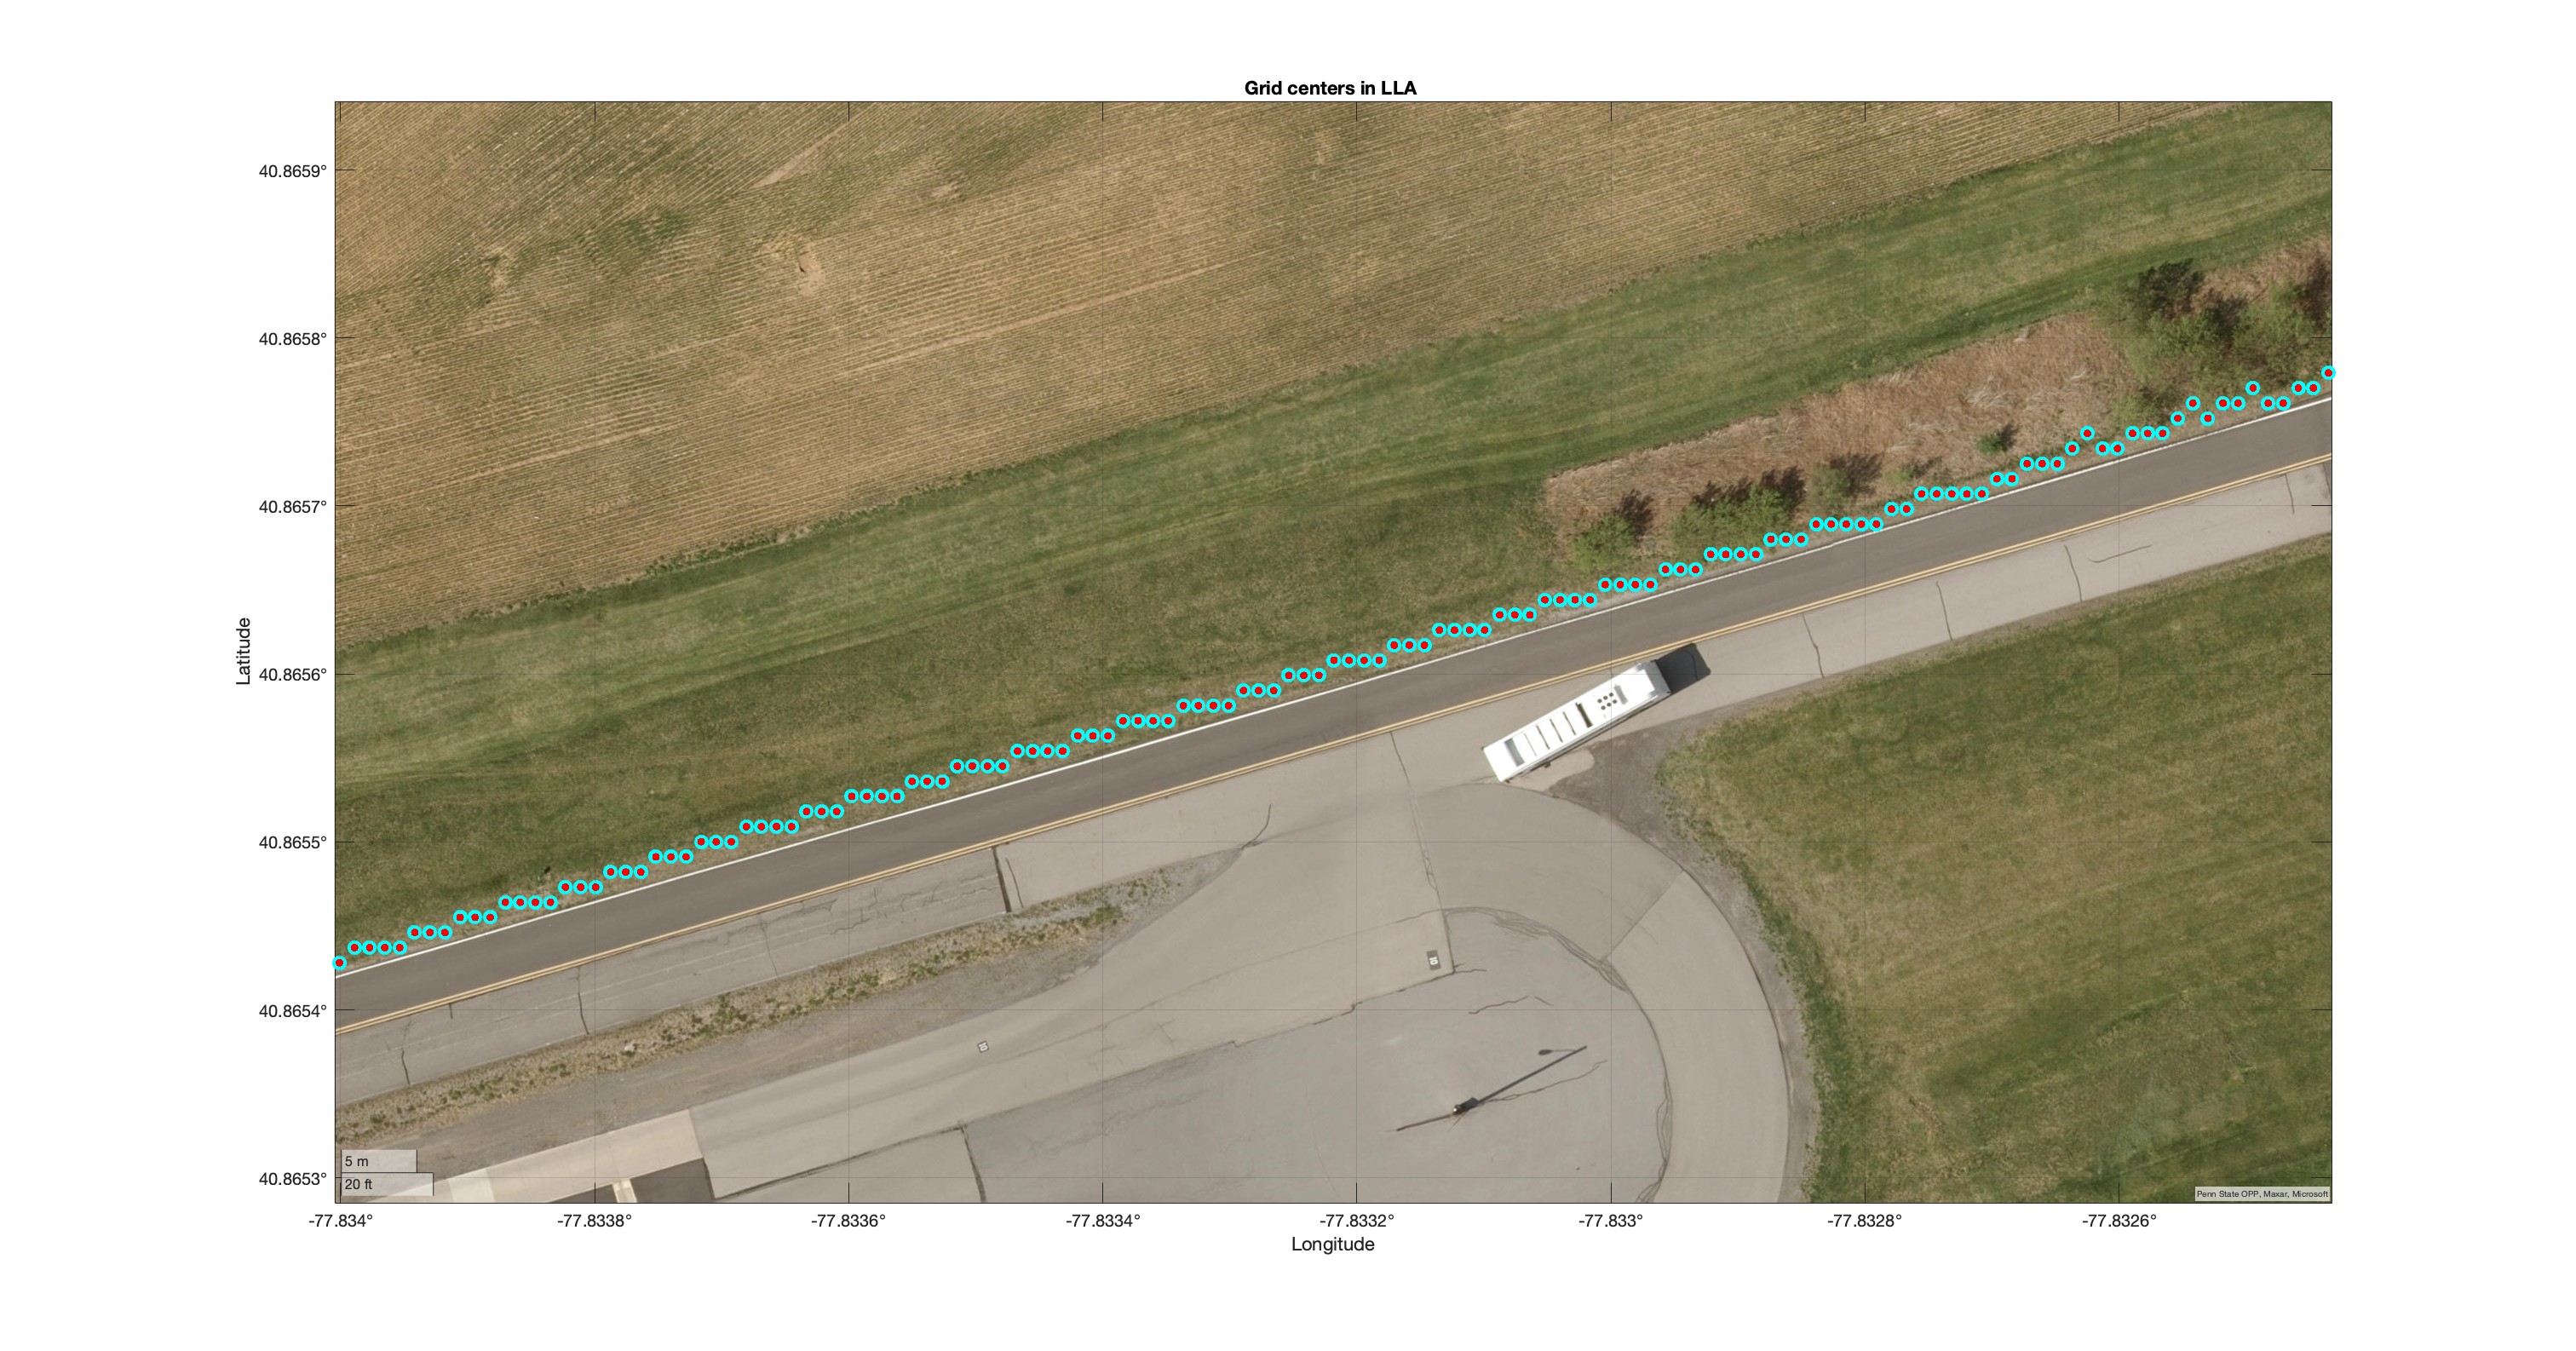 Grid centers in LLA
40.8659°
40.8658°
40.8657°
40.8656°
40.8655°
40.8654°
40.8653°
Latitude
5 m
20 ft
Penn State OPP, Maxar, Microsoft
-77.834° -77.8338° -77.8336° -77.8334° -77.8332° -77.833° -77.8328° -77.8326°
Longitude